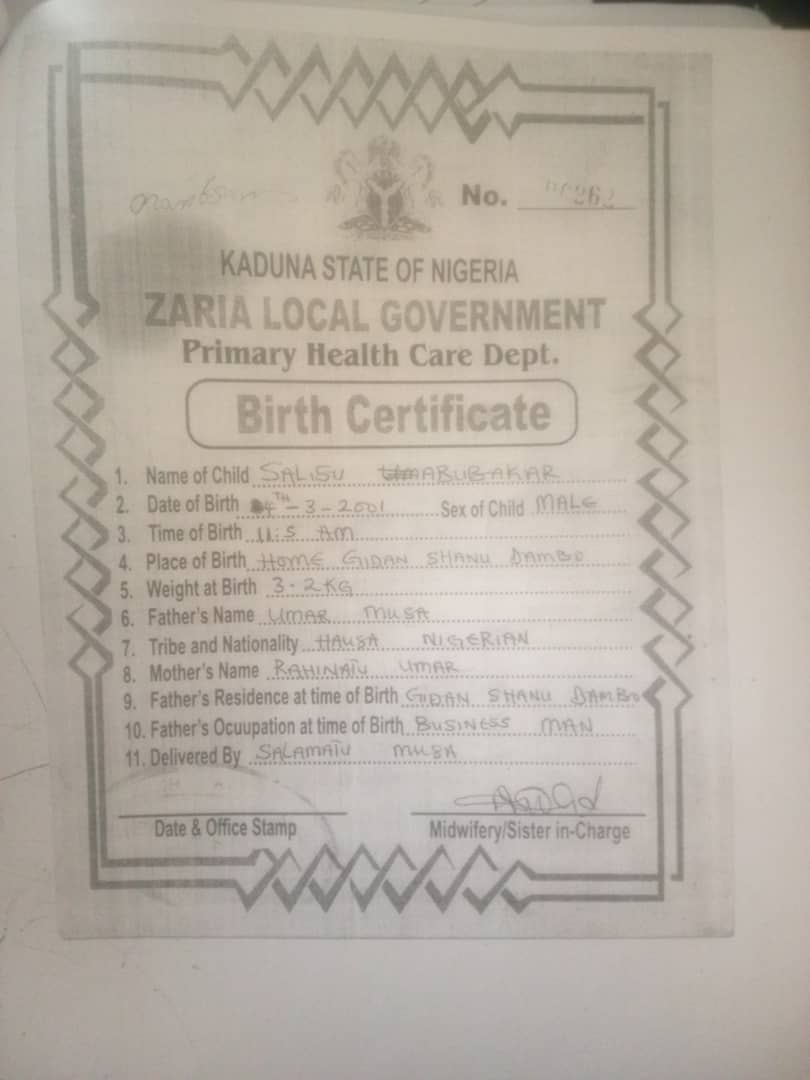 No. 262
KADUNA STATE OF NIGERIA
ZARIA LOCAL GOVERNMENT
Primary Health Care Dept.
Birth Certificate
1. Name of Child SALISU ABUBAKAR
2. Date of Birth 4TH-3-2001 Sex of Child MALE
3. Time of Birth 11:5 AM
4. Place of Birth HOME GIDAN SHANU DAMBO
5. Weight at Birth 3-2KG
6. Father's Name UMAR MUSA
7. Tribe and Nationality HAUSA NIGERIAN
8. Mother's Name RAHINATU UMAR
9. Father's Residence at time of Birth GIDAN SHANU DAMBO
10. Father's Ocuupation at time of Birth BUSINESS MAN
11. Delivered By SALAMATU MUSA
Date & Office Stamp
Midwifery/Sister in-Charge